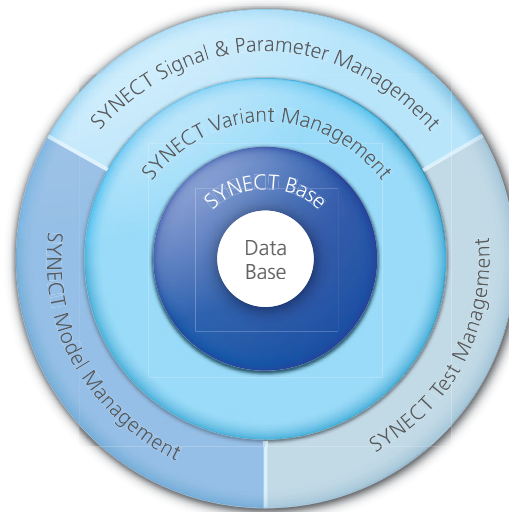 SYNECT Signal & Parameter Management
SYNECT Variant Management
SYNECT Base
Data
Base
SYNECT Model Management
SYNECT Test Management